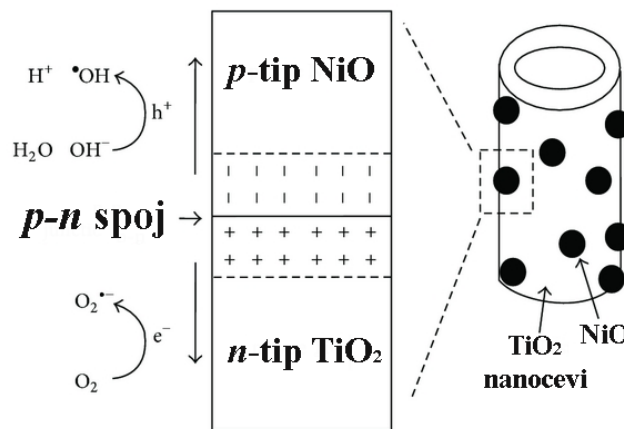 H⁺ •OH
h⁺
H₂O OH⁻
p-n spoj
O₂•⁻
e⁻
O₂
p-tip NiO
− − − − − −
− − − − − −
+ + + + + +
+ + + + + +
n-tip TiO₂
NiO
TiO₂
nanocevi